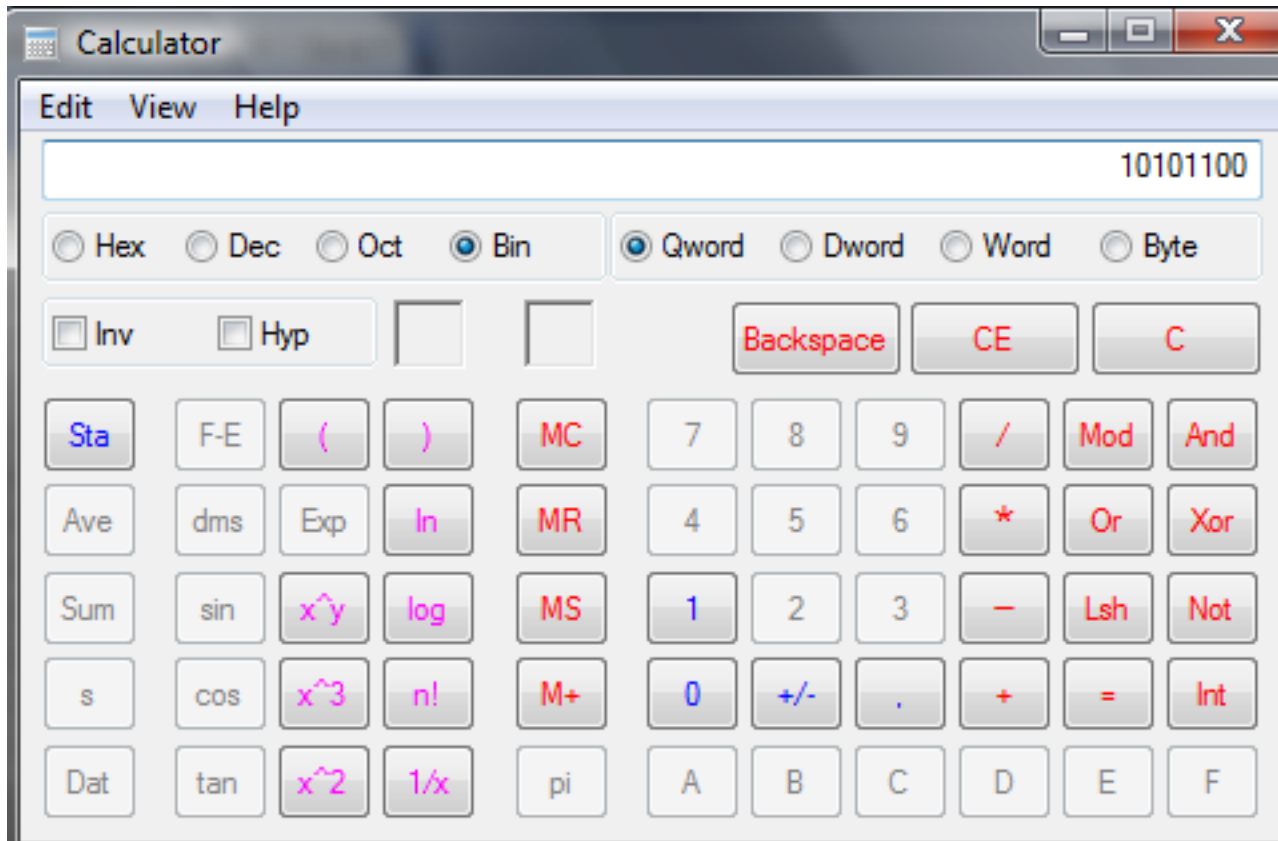 Calculator
Edit View Help
10101100
Hex Dec Oct Bin Qword Dword Word Byte
Inv Hyp Backspace CE C
Sta F-E ( ) MC 7 8 9 / Mod And
Ave dms Exp ln MR 4 5 6 * Or Xor
Sum sin x^y log MS 1 2 3 − Lsh Not
s cos x^3 n! M+ 0 +/- , + = Int
Dat tan x^2 1/x pi A B C D E F